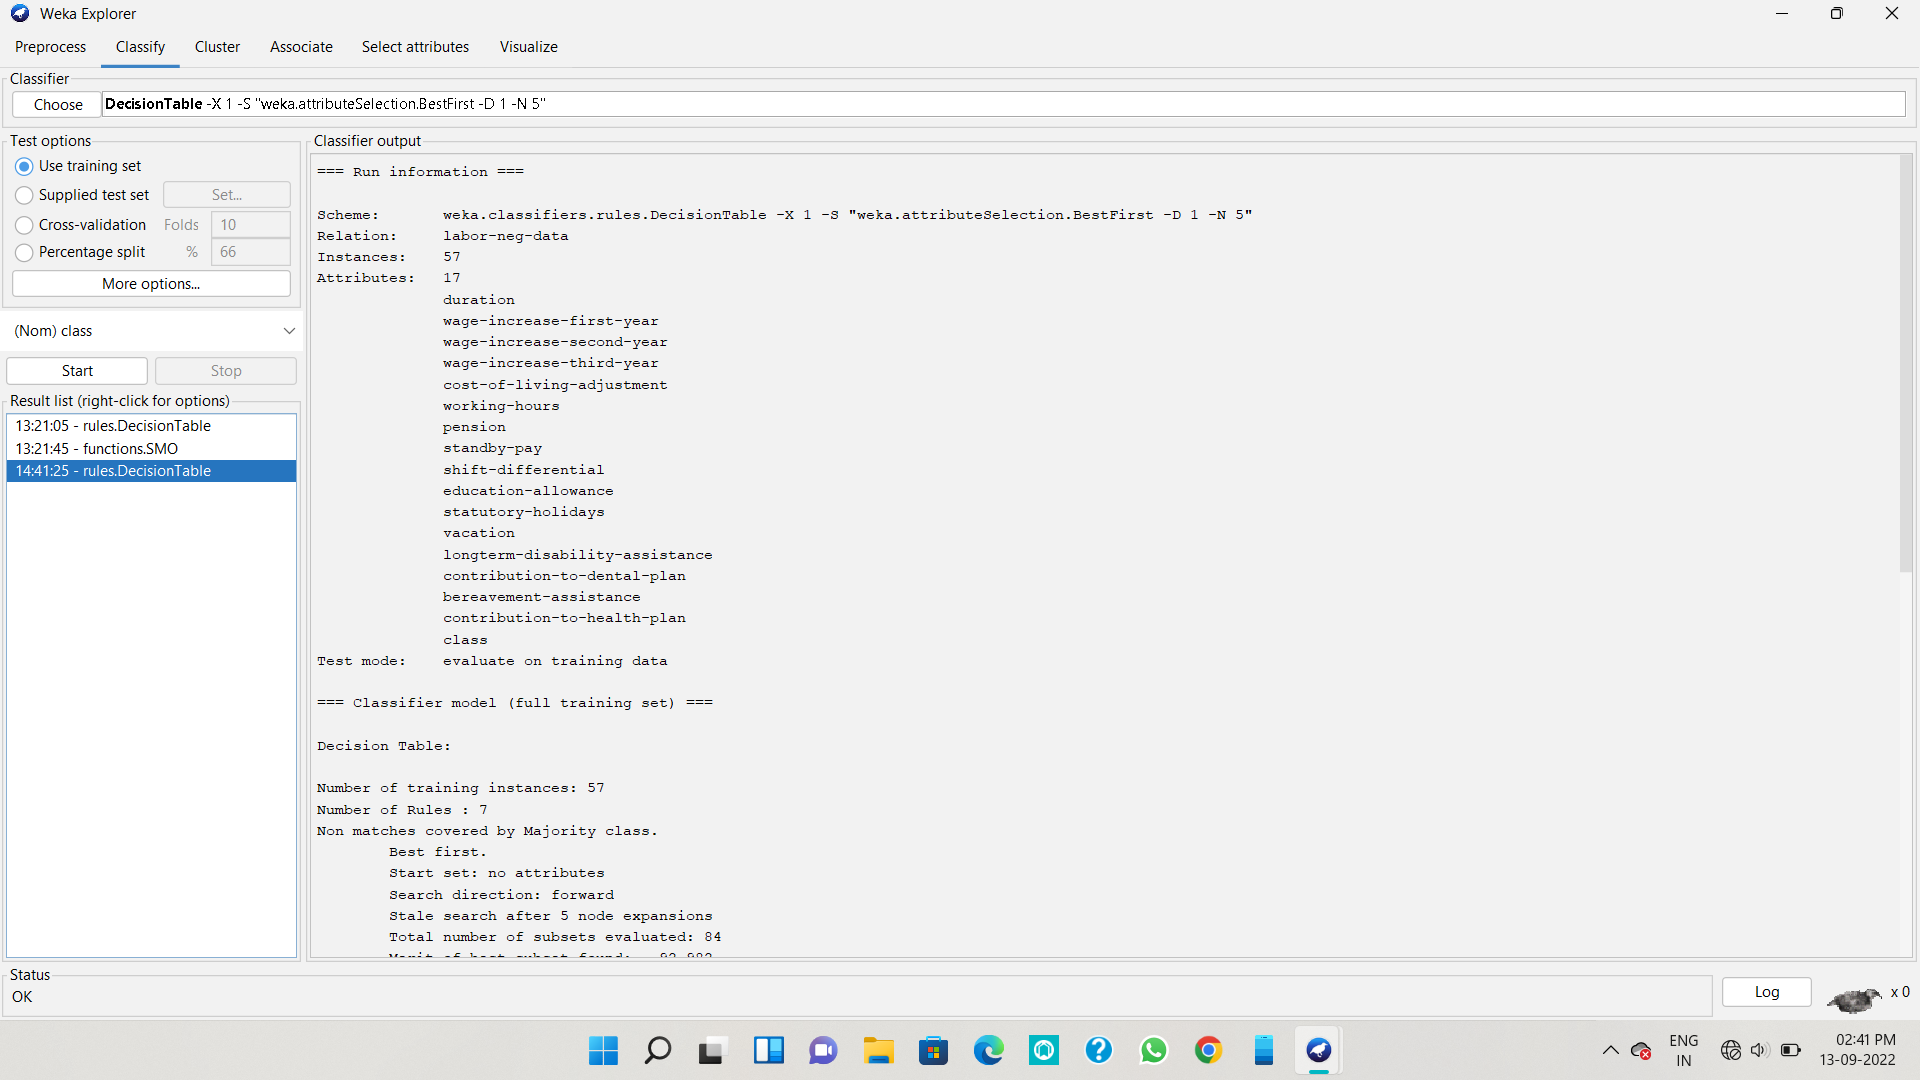 Weka Explorer
Preprocess Classify Cluster Associate Select attributes Visualize
Classifier
Choose DecisionTable -X 1 -S "weka.attributeSelection.BestFirst -D 1 -N 5"
Test options
Use training set
Supplied test set Set...
Cross-validation Folds 10
Percentage split % 66
More options...
(Nom) class
Start Stop
Result list (right-click for options)
13:21:05 - rules.DecisionTable
13:21:45 - functions.SMO
14:41:25 - rules.DecisionTable
Classifier output
=== Run information ===
Scheme: weka.classifiers.rules.DecisionTable -X 1 -S "weka.attributeSelection.BestFirst -D 1 -N 5"
Relation: labor-neg-data
Instances: 57
Attributes: 17
duration
wage-increase-first-year
wage-increase-second-year
wage-increase-third-year
cost-of-living-adjustment
working-hours
pension
standby-pay
shift-differential
education-allowance
statutory-holidays
vacation
longterm-disability-assistance
contribution-to-dental-plan
bereavement-assistance
contribution-to-health-plan
class
Test mode: evaluate on training data
=== Classifier model (full training set) ===
Decision Table:
Number of training instances: 57
Number of Rules : 7
Non matches covered by Majority class.
Best first.
Start set: no attributes
Search direction: forward
Stale search after 5 node expansions
Total number of subsets evaluated: 84
Merit of best subset found: 92.982
Status
OK
Log x 0
ENG
IN
02:41 PM
13-09-2022